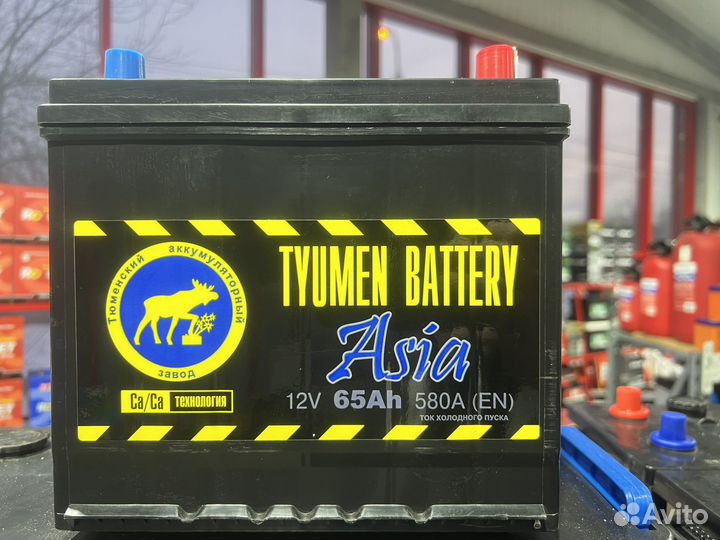 Тюменский аккумуляторный
завод
Ca/Ca технология
TYUMEN BATTERY
Asia
12V 65Ah 580A (EN)
ТОК ХОЛОДНОГО ПУСКА
Avito